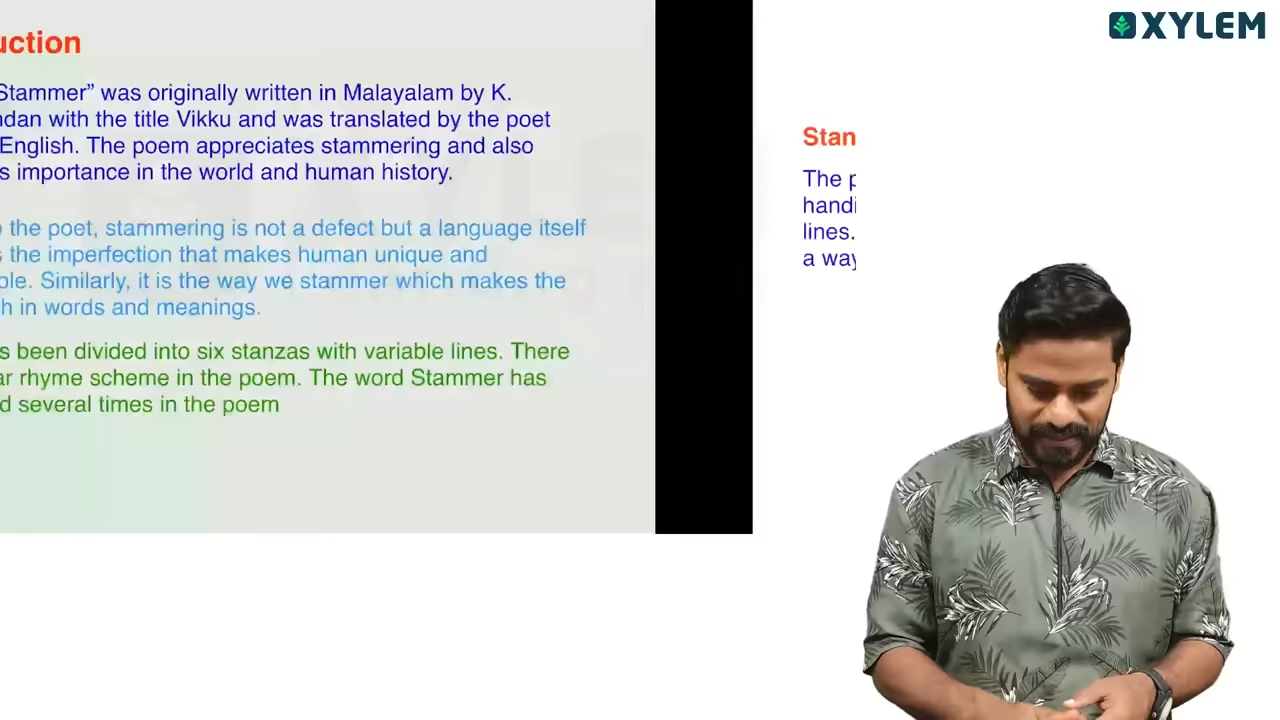 XYLEM
uction
Stammer” was originally written in Malayalam by K.
ndan with the title Vikku and was translated by the poet
English. The poem appreciates stammering and also
s importance in the world and human history.
o the poet, stammering is not a defect but a language itself
s the imperfection that makes human unique and
ble. Similarly, it is the way we stammer which makes the
h in words and meanings.
s been divided into six stanzas with variable lines. There
ar rhyme scheme in the poem. The word Stammer has
d several times in the poem
Stan
The p
handi
lines.
a way